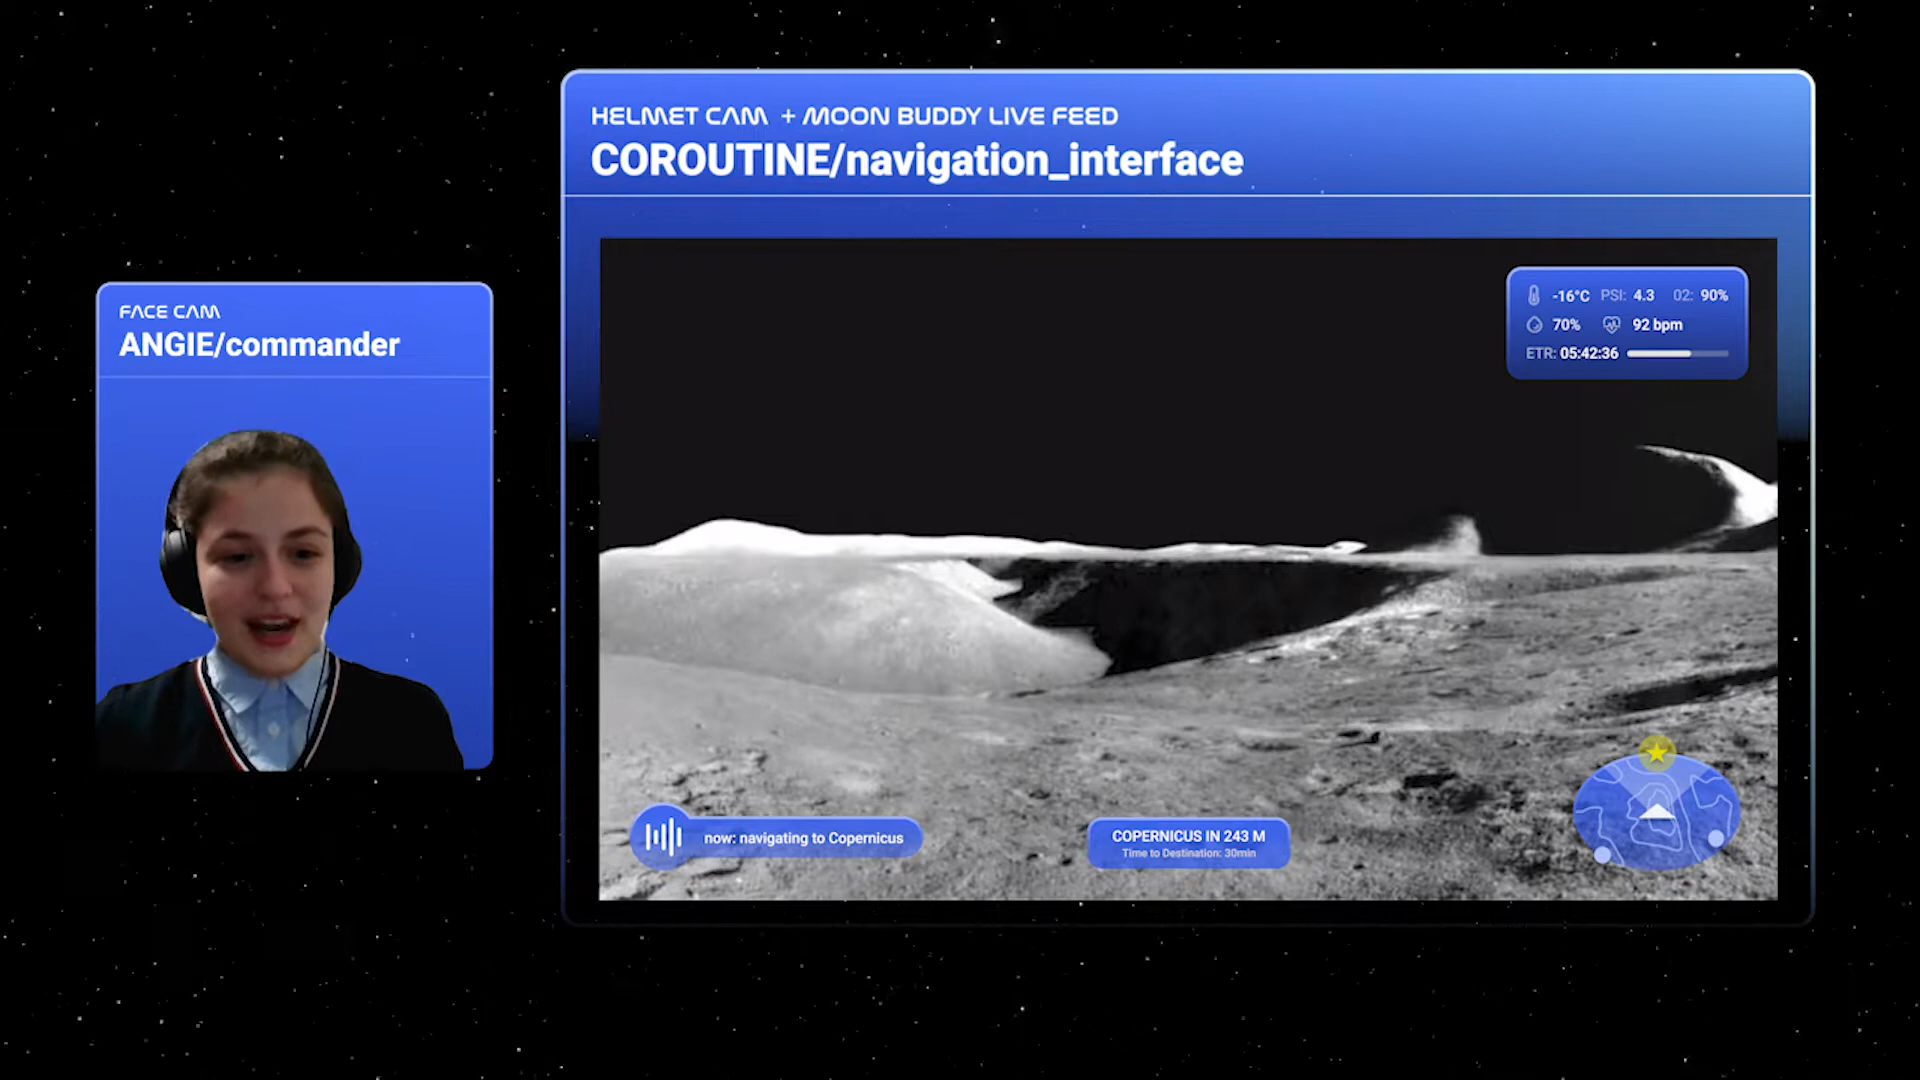 HELMET CAM + MOON BUDDY LIVE FEED
COROUTINE/navigation_interface
FACE CAM
ANGIE/commander
-16°C PSI: 4.3 02: 90%
70% 92 bpm
ETR: 05:42:36
now: navigating to Copernicus
COPERNICUS IN 243 M
Time to Destination: 30min